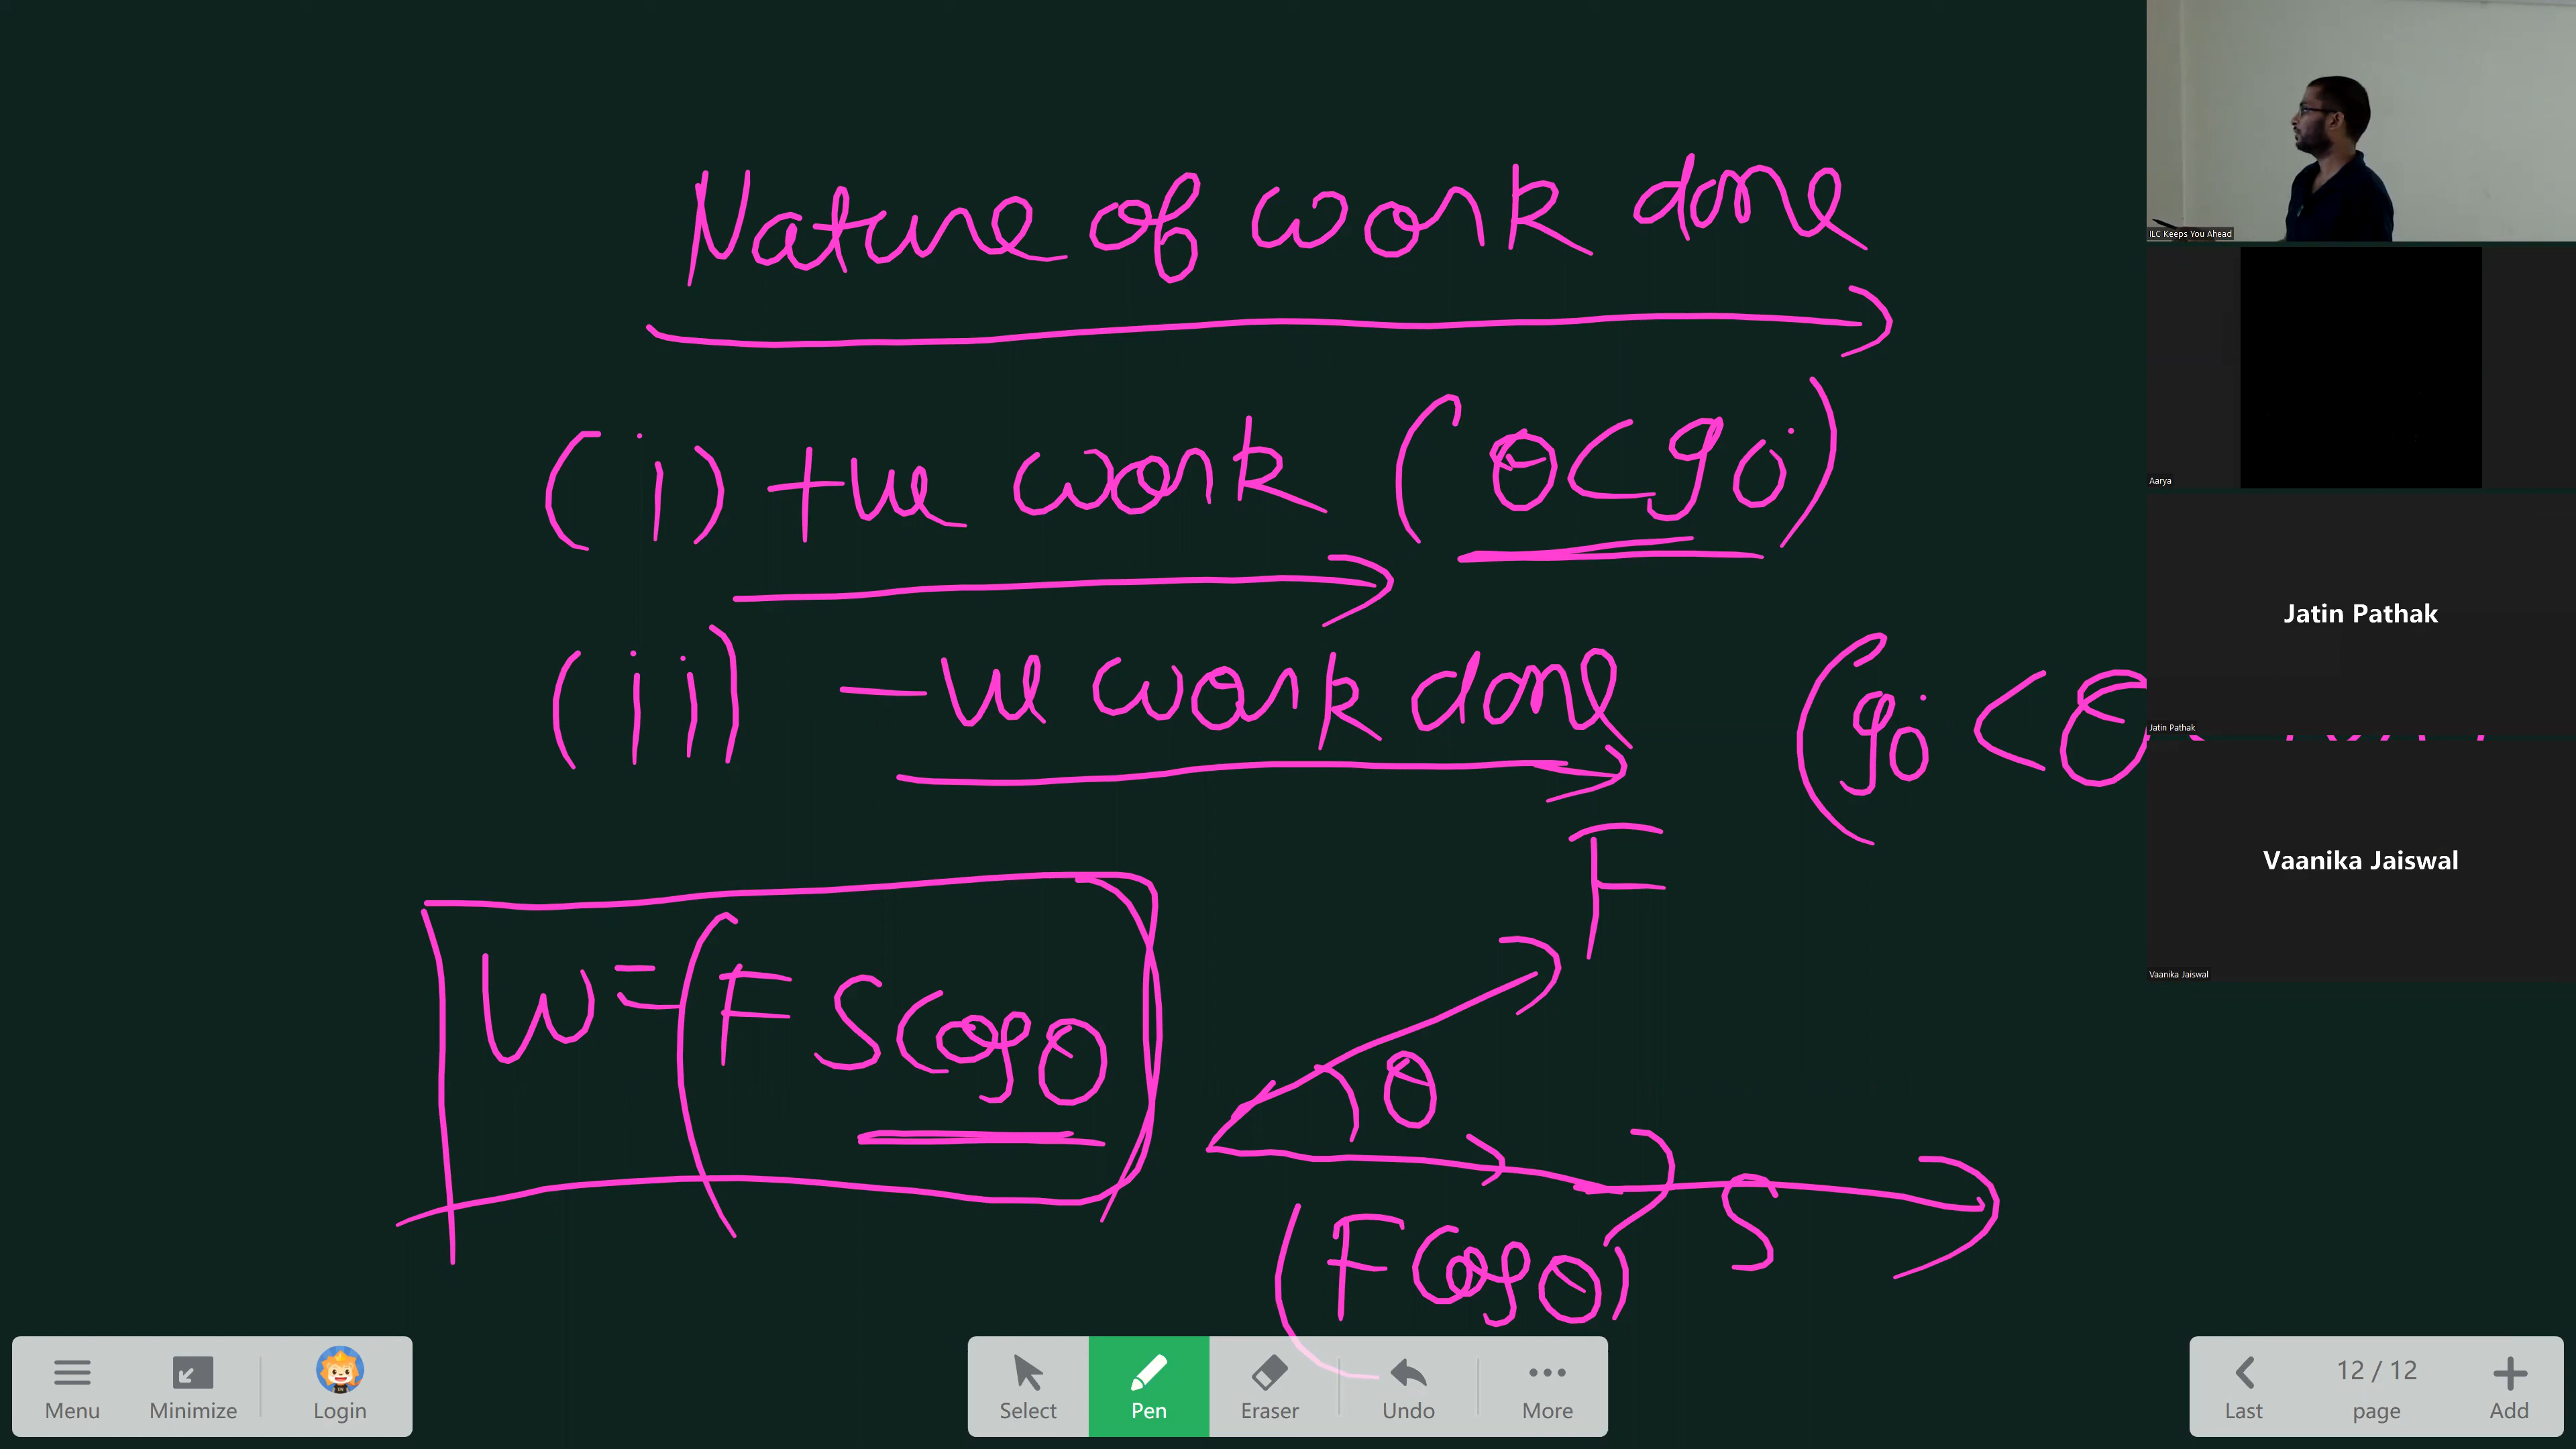 Nature of work done
(i) +ve work (θ<90°)
(ii) -ve work done (90°<θ
F
W=(FScosθ)
θ
S
(Fcosθ)
ILC Keeps You Ahead
Aarya
Jatin Pathak
Jatin Pathak
Vaanika Jaiswal
Vaanika Jaiswal
Menu Minimize Login
Select Pen Eraser Undo More
12 / 12
Last page Add